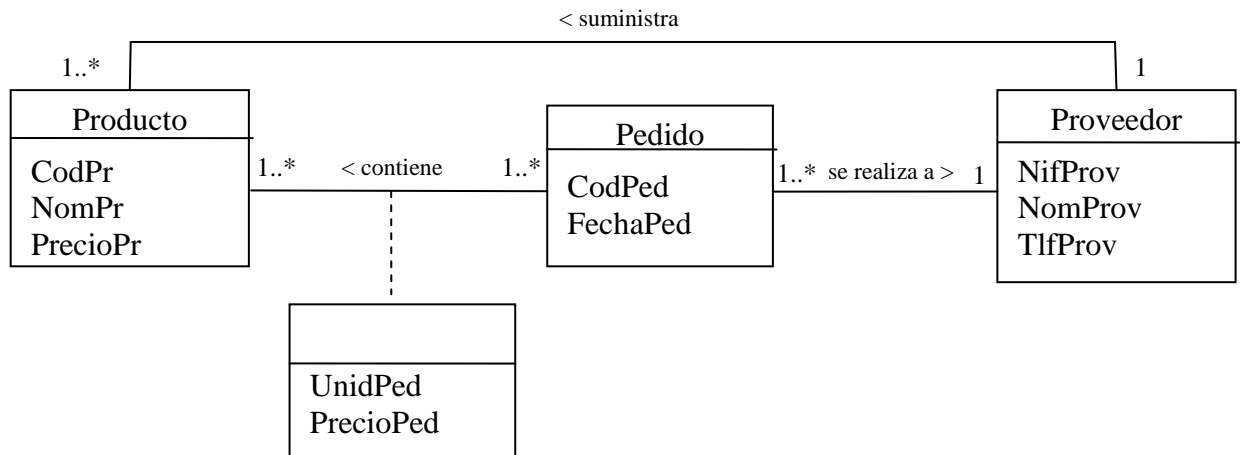 < suministra
1..*
1
Producto
CodPr
NomPr
PrecioPr
1..*
< contiene
1..*
Pedido
CodPed
FechaPed
1..*
se realiza a >
1
Proveedor
NifProv
NomProv
TlfProv
UnidPed
PrecioPed